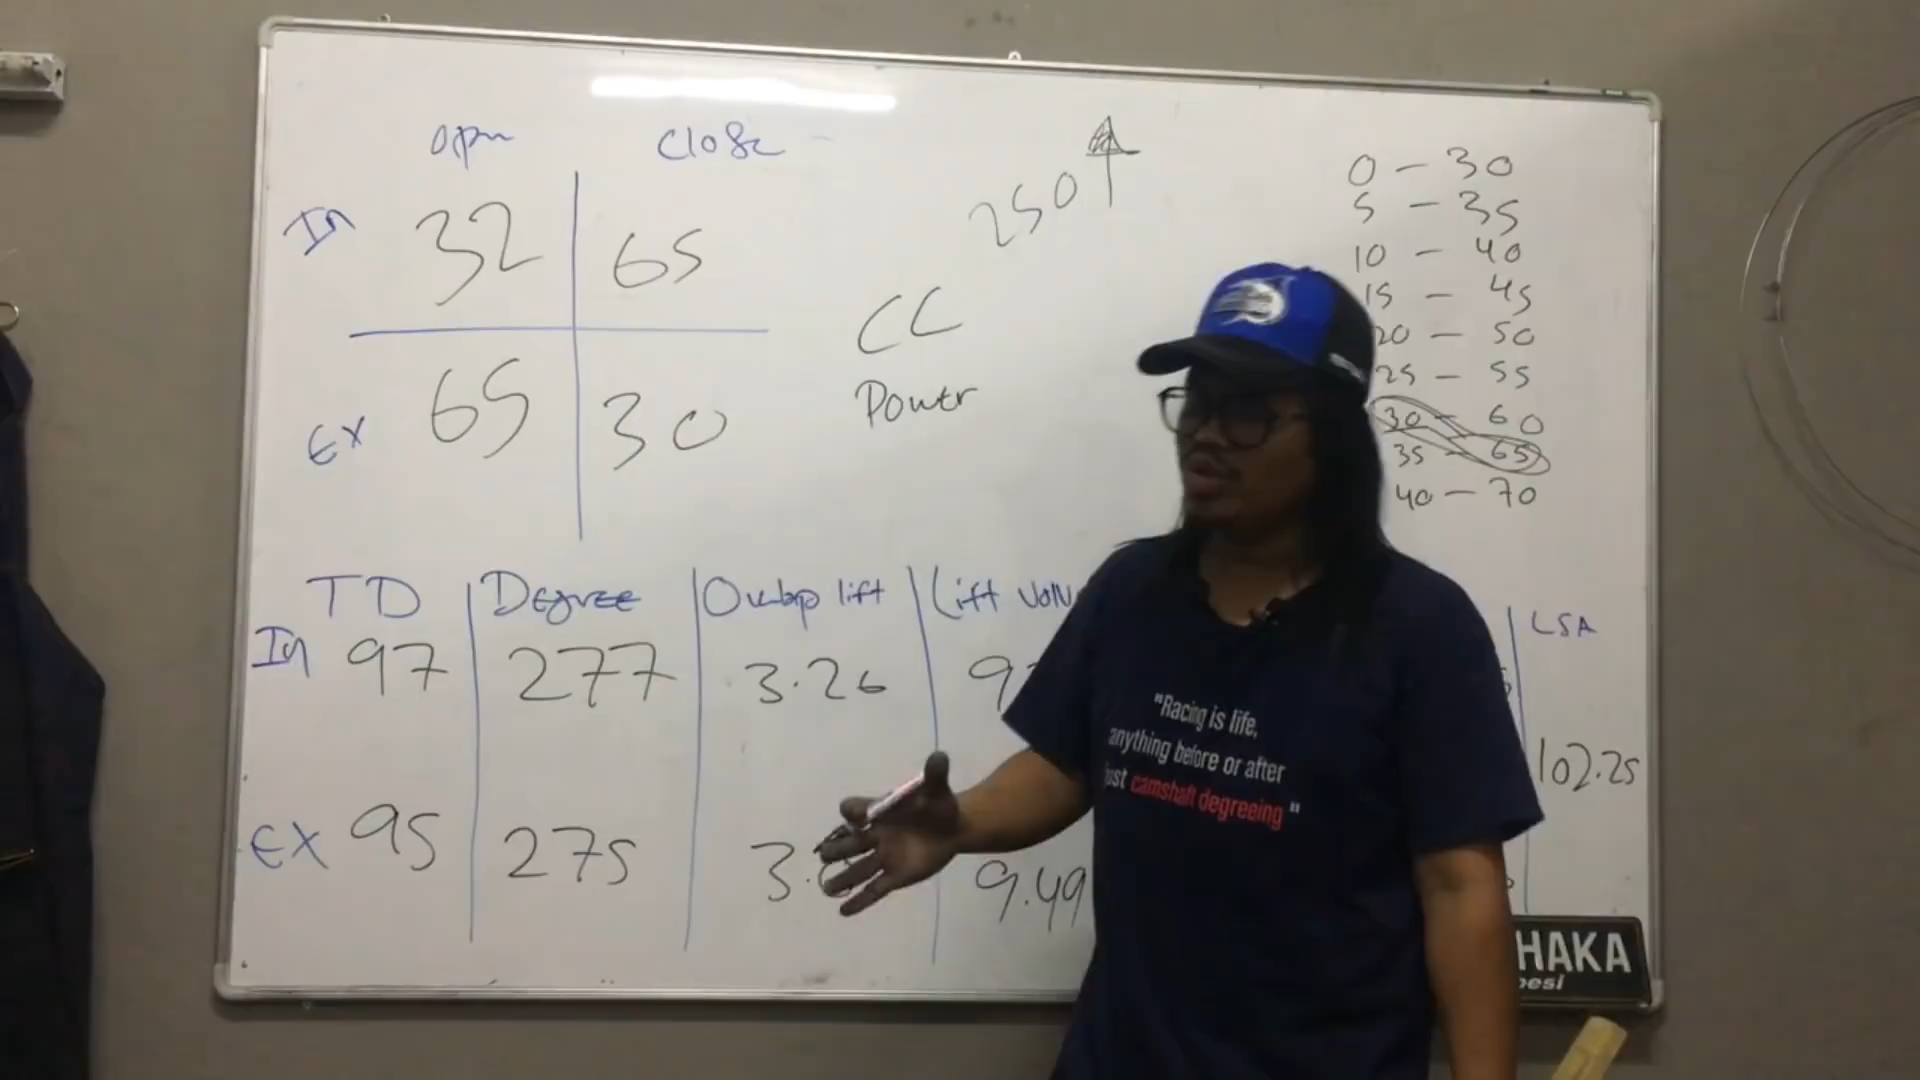 Open Close
In 32 65
Ex 65 30
250↑
CC
Power
0 - 30
5 - 35
10 - 40
15 - 45
20 - 50
25 - 55
30 - 60
35 - 65
40 - 70
TD Degree Overlap lift Lift LSA
In 97 277 3.26
102.25
Ex 95 275 9.49
"Racing is life,
anything before or after
just camshaft degreeing"
HAKA